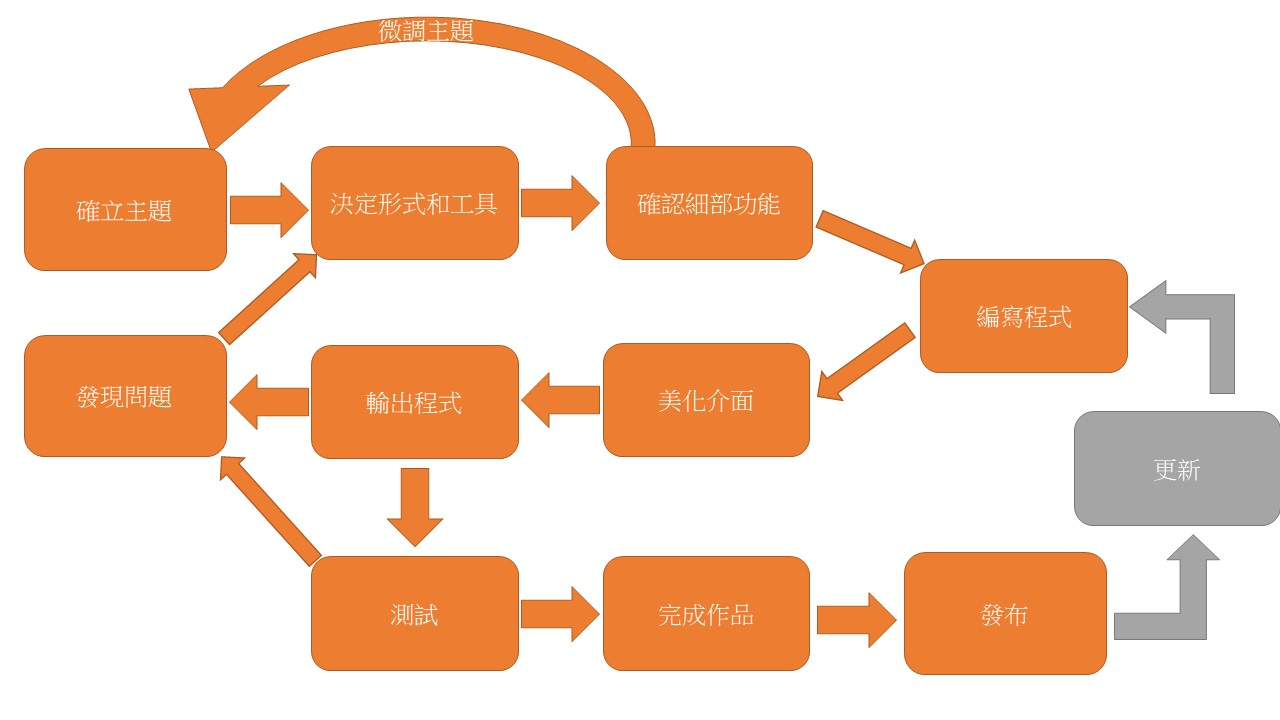 微調主題
確立主題
決定形式和工具
確認細部功能
編寫程式
發現問題
輸出程式
美化介面
更新
測試
完成作品
發布